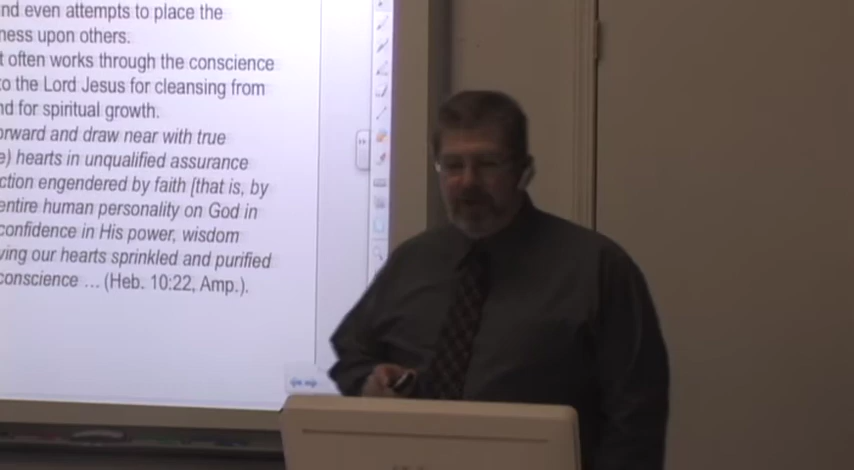 nd even attempts to place the
ness upon others.
t often works through the conscience
o the Lord Jesus for cleansing from
nd for spiritual growth.
orward and draw near with true
e) hearts in unqualified assurance
ction engendered by faith [that is, by
entire human personality on God in
confidence in His power, wisdom
ving our hearts sprinkled and purified
conscience ... (Heb. 10:22, Amp.).